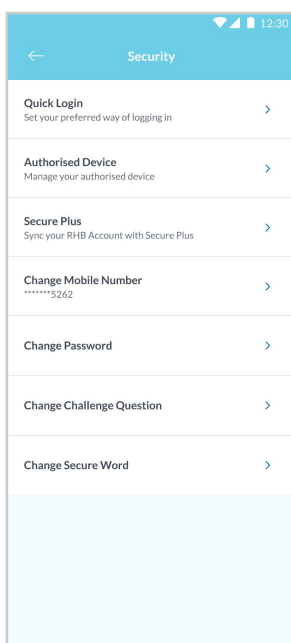 12:30
Security
Quick Login
Set your preferred way of logging in
Authorised Device
Manage your authorised device
Secure Plus
Sync your RHB Account with Secure Plus
Change Mobile Number
*******5262
Change Password
Change Challenge Question
Change Secure Word